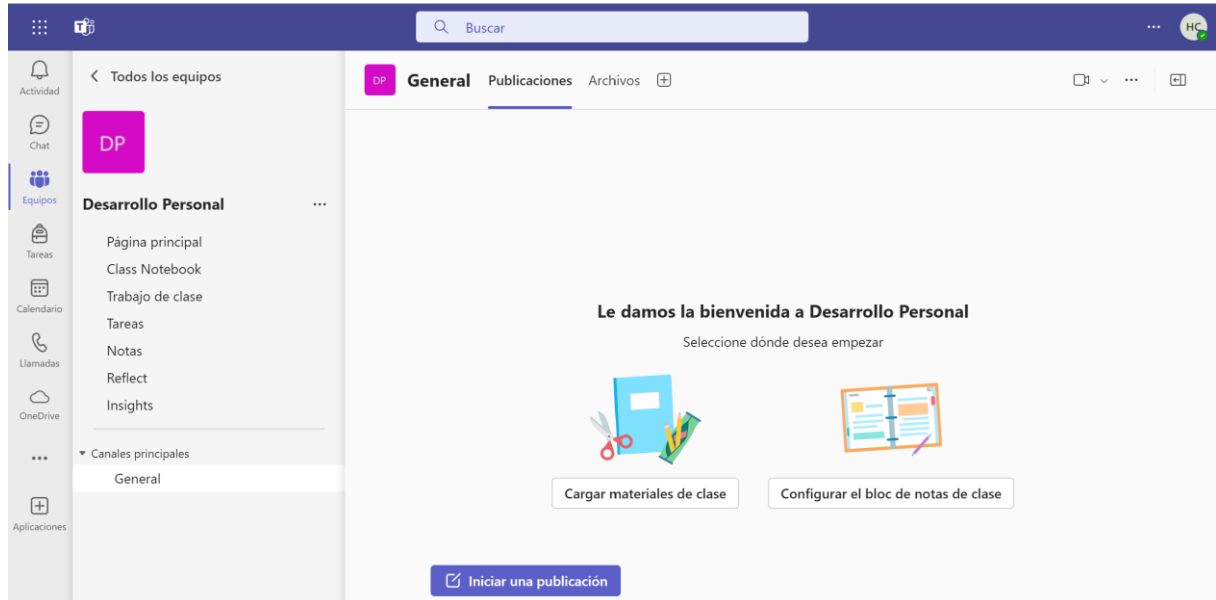 Buscar
HC
Actividad
Chat
Equipos
Tareas
Calendario
Llamadas
OneDrive
Aplicaciones
Todos los equipos
DP
Desarrollo Personal
Página principal
Class Notebook
Trabajo de clase
Tareas
Notas
Reflect
Insights
Canales principales
General
DP General Publicaciones Archivos
Le damos la bienvenida a Desarrollo Personal
Seleccione dónde desea empezar
Cargar materiales de clase
Configurar el bloc de notas de clase
Iniciar una publicación